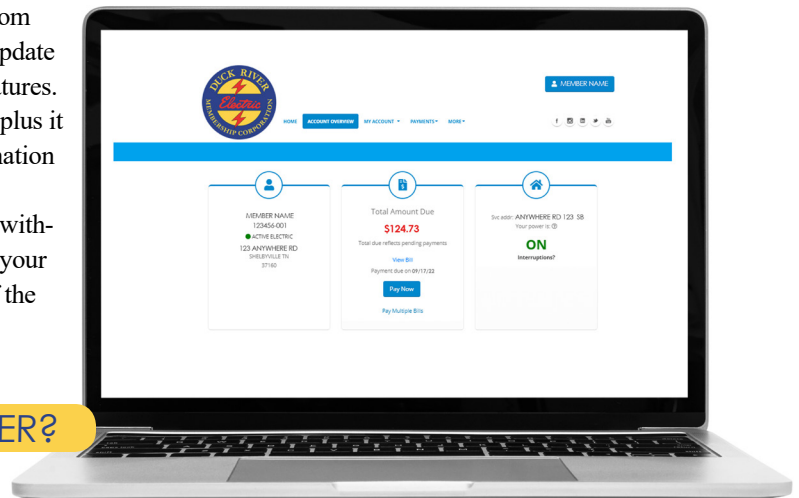 om
pdate
tures.
plus it
nation
with-
your
f the
ER?
DUCK RIVER
Electric
MEMBERSHIP CORPORATION
MEMBER NAME
HOME ACCOUNT OVERVIEW MY ACCOUNT PAYMENTS MORE
MEMBER NAME
123456-001
ACTIVE ELECTRIC
123 ANYWHERE RD
SHELBYVILLE TN
37160
Total Amount Due
$124.73
Total due reflects pending payments
View Bill
Payment due on 09/17/22
Pay Now
Pay Multiple Bills
Svc addr: ANYWHERE RD 123 SB
Your power is:
ON
Interruptions?